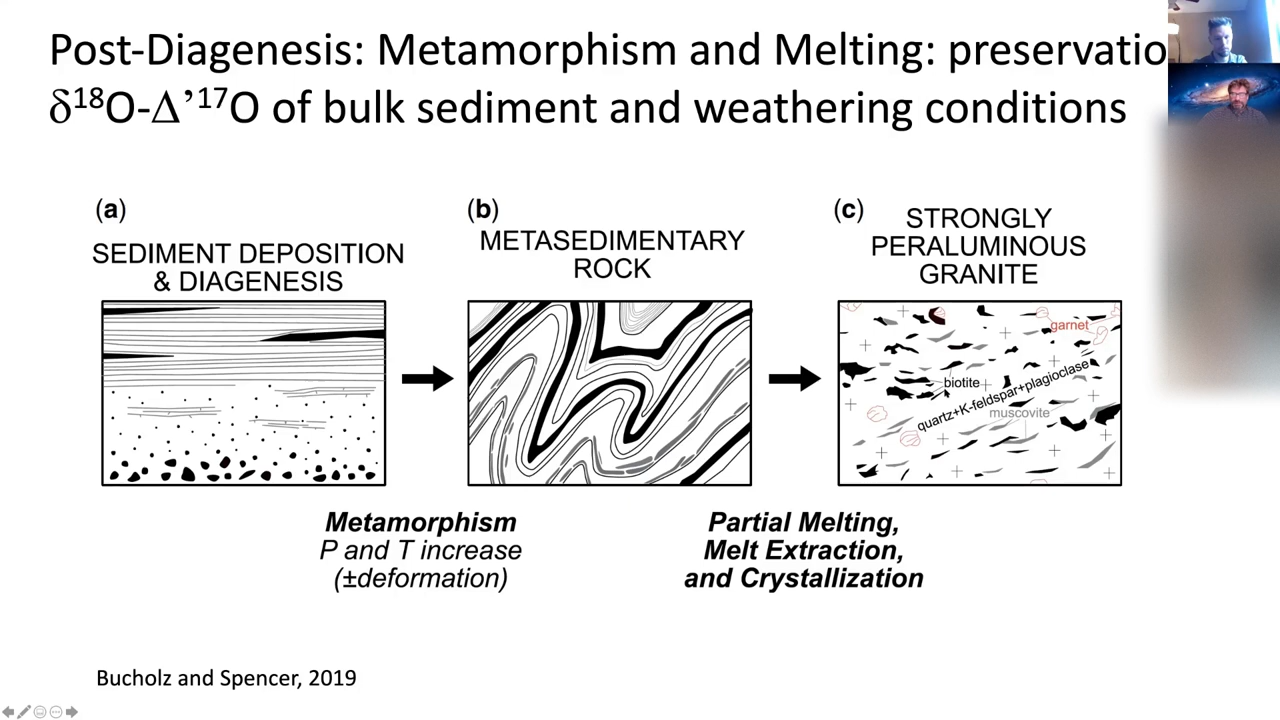 Post-Diagenesis: Metamorphism and Melting: preservatio
δ¹⁸O-Δ’¹⁷O of bulk sediment and weathering conditions
(a)
SEDIMENT DEPOSITION
& DIAGENESIS
(b)
METASEDIMENTARY
ROCK
(c)
STRONGLY
PERALUMINOUS
GRANITE
garnet
biotite
quartz+K-feldspar+plagioclase
muscovite
Metamorphism
P and T increase
(±deformation)
Partial Melting,
Melt Extraction,
and Crystallization
Bucholz and Spencer, 2019